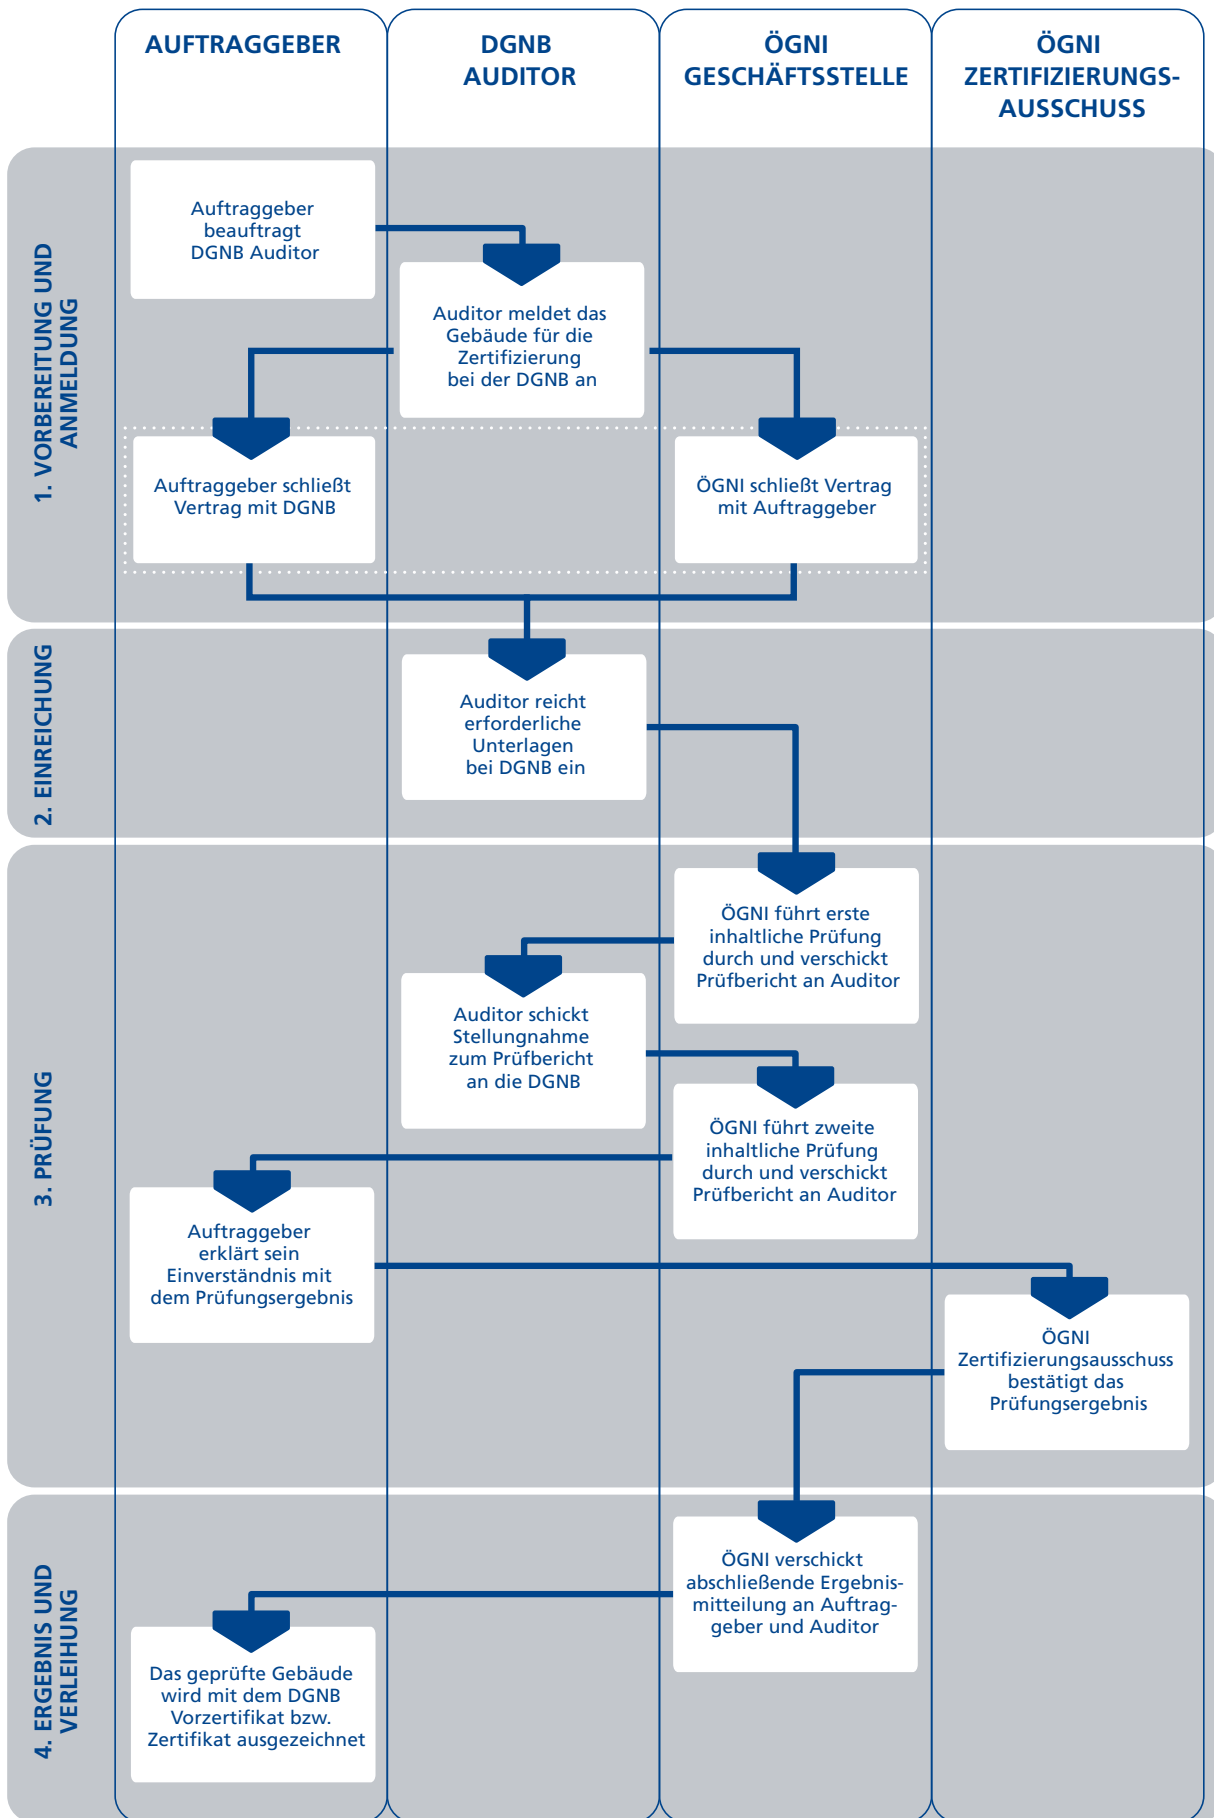 AUFTRAGGEBER
DGNB
AUDITOR
ÖGNI
GESCHÄFTSSTELLE
ÖGNI
ZERTIFIZIERUNGS-
AUSSCHUSS
1. VORBEREITUNG UND
ANMELDUNG
Auftraggeber
beauftragt
DGNB Auditor
Auditor meldet das
Gebäude für die
Zertifizierung
bei der DGNB an
Auftraggeber schließt
Vertrag mit DGNB
ÖGNI schließt Vertrag
mit Auftraggeber
2. EINREICHUNG
Auditor reicht
erforderliche
Unterlagen
bei DGNB ein
3. PRÜFUNG
ÖGNI führt erste
inhaltliche Prüfung
durch und verschickt
Prüfbericht an Auditor
Auditor schickt
Stellungnahme
zum Prüfbericht
an die DGNB
ÖGNI führt zweite
inhaltliche Prüfung
durch und verschickt
Prüfbericht an Auditor
Auftraggeber
erklärt sein
Einverständnis mit
dem Prüfungsergebnis
ÖGNI
Zertifizierungsausschuss
bestätigt das
Prüfungsergebnis
4. ERGEBNIS UND
VERLEIHUNG
ÖGNI verschickt
abschließende Ergebnis-
mitteilung an Auftrag-
geber und Auditor
Das geprüfte Gebäude
wird mit dem DGNB
Vorzertifikat bzw.
Zertifikat ausgezeichnet